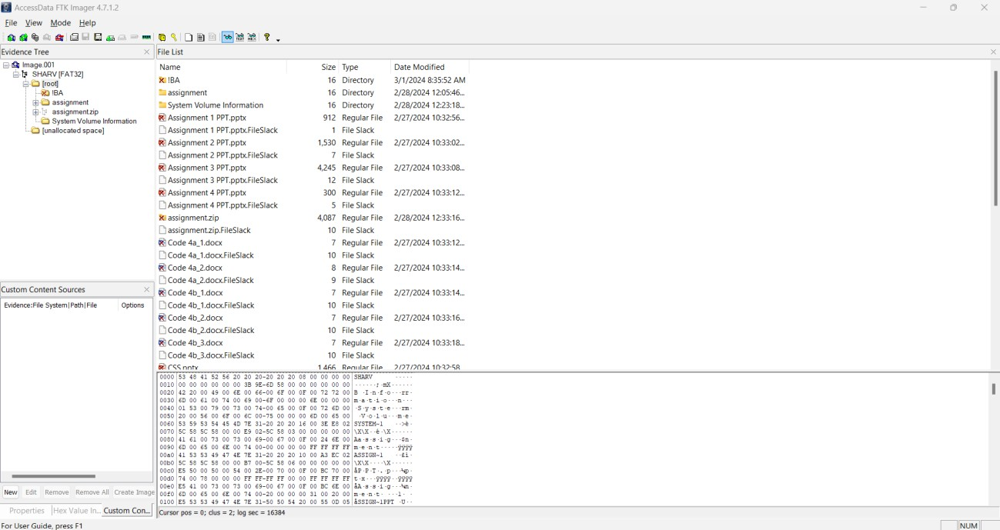 AccessData FTK Imager 4.7.1.2
File View Mode Help
Evidence Tree
Image.001
SHARV [FAT32]
[root]
!BA
assignment
assignment.zip
System Volume Information
[unallocated space]
Custom Content Sources
Evidence:File System|Path|File Options
New Edit Remove Remove All Create Image
Properties Hex Value In... Custom Con...
File List
Name Size Type Date Modified
!BA 16 Directory 3/1/2024 8:35:52 AM
assignment 16 Directory 2/28/2024 12:05:46...
System Volume Information 16 Directory 2/28/2024 12:23:18...
Assignment 1 PPT.pptx 912 Regular File 2/27/2024 10:32:56...
Assignment 1 PPT.pptx.FileSlack 1 File Slack
Assignment 2 PPT.pptx 1,530 Regular File 2/27/2024 10:33:02...
Assignment 2 PPT.pptx.FileSlack 7 File Slack
Assignment 3 PPT.pptx 4,245 Regular File 2/27/2024 10:33:08...
Assignment 3 PPT.pptx.FileSlack 12 File Slack
Assignment 4 PPT.pptx 300 Regular File 2/27/2024 10:33:12...
Assignment 4 PPT.pptx.FileSlack 5 File Slack
assignment.zip 4,087 Regular File 2/28/2024 12:33:16...
assignment.zip.FileSlack 10 File Slack
Code 4a_1.docx 7 Regular File 2/27/2024 10:33:12...
Code 4a_1.docx.FileSlack 10 File Slack
Code 4a_2.docx 8 Regular File 2/27/2024 10:33:14...
Code 4a_2.docx.FileSlack 9 File Slack
Code 4b_1.docx 7 Regular File 2/27/2024 10:33:14...
Code 4b_1.docx.FileSlack 10 File Slack
Code 4b_2.docx 7 Regular File 2/27/2024 10:33:16...
Code 4b_2.docx.FileSlack 10 File Slack
Code 4b_3.docx 7 Regular File 2/27/2024 10:33:18...
Code 4b_3.docx.FileSlack 10 File Slack
CSS.pptx 1,466 Regular File 2/27/2024 10:32:58
0000 53 48 41 52 56 20 20 20-20 20 20 08 00 00 00 00 SHARV ·····
0010 00 00 00 00 00 00 3B 9E-6D 58 00 00 00 00 00 00 ······; ·mX······
0020 42 20 00 49 00 6E 00 66-00 6F 00 0F 00 72 72 00 B ·I·n·f·o···rr·
0030 6D 00 61 00 74 00 69 00-6F 00 00 00 6E 00 00 00 m·a·t·i·o···n···
0040 01 53 00 79 00 73 00 74-00 65 00 0F 00 72 6D 00 ·S·y·s·t·e···rm·
0050 20 00 56 00 6F 00 6C 00-75 00 00 00 6D 00 65 00 ·V·o·l·u···m·e·
0060 53 59 53 54 45 4D 7E 31-20 20 20 16 00 3E E8 02 SYSTEM~1 ··>è·
0070 5C 58 5C 58 00 00 E9 02-5C 58 03 00 00 00 00 00 \X\X··é·\X······
0080 41 61 00 73 00 73 00 69-00 67 00 0F 00 24 6E 00 Aa·s·s·i·g···$n·
0090 6D 00 65 00 6E 00 74 00-00 00 00 00 FF FF FF FF m·e·n·t·····ÿÿÿÿ
00a0 41 53 53 49 47 4E 7E 31-20 20 20 10 00 A3 EC 02 ASSIGN~1 ··£ì·
00b0 5C 58 5C 58 00 00 B7 00-5C 58 06 00 00 00 00 00 \X\X··· ·\X······
00c0 E5 50 00 50 00 54 00 2E-00 70 00 0F 00 BC 70 00 åP·P·T·.·p···¼p·
00d0 74 00 78 00 00 00 FF FF-FF FF FF 00 00 FF FF FF FF t·x···ÿÿÿÿÿÿ··ÿÿÿÿ
00e0 E5 41 00 73 00 73 00 69-00 67 00 0F 00 BC 6E 00 åA·s·s·i·g···¼n·
00f0 6D 00 65 00 6E 00 74 00-20 00 00 00 31 00 20 00 m·e·n·t· ···1· ·
0100 E5 53 53 49 47 4E 7E 31-50 50 54 20 00 55 0D 05 åSSIGN~1PPT ·U··
Cursor pos = 0; clus = 2; log sec = 16384
For User Guide, press F1 NUM